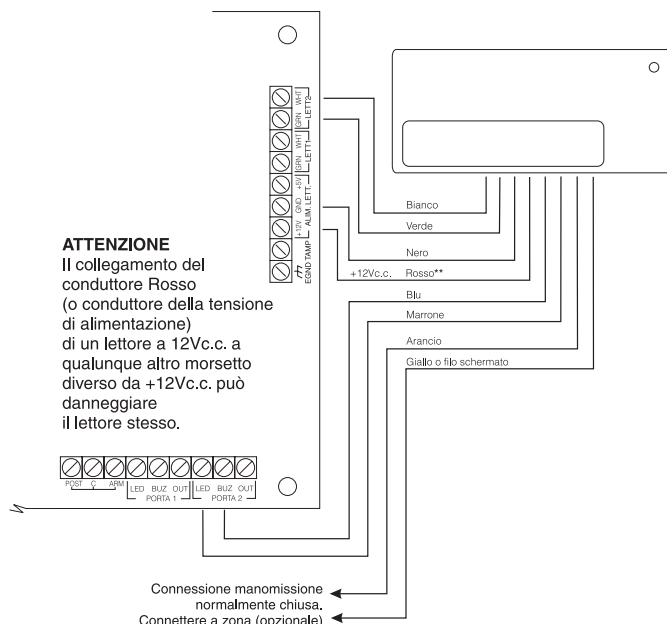 WHT
GRN
LETT2
WHT
GRN
LETT1
+5V
GND
+12V
ALIM. LETT.
TAMP
EGND
Bianco
Verde
Nero
+12Vc.c. Rosso**
Blu
Marrone
Arancio
Giallo o filo schermato
ATTENZIONE
Il collegamento del
conduttore Rosso
(o conduttore della tensione
di alimentazione)
di un lettore a 12Vc.c. a
qualunque altro morsetto
diverso da +12Vc.c. può
danneggiare
il lettore stesso.
POST C ARM LED BUZ OUT LED BUZ OUT
PORTA 1 PORTA 2
Connessione manomissione
normalmente chiusa.
Connettere a zona (opzionale)